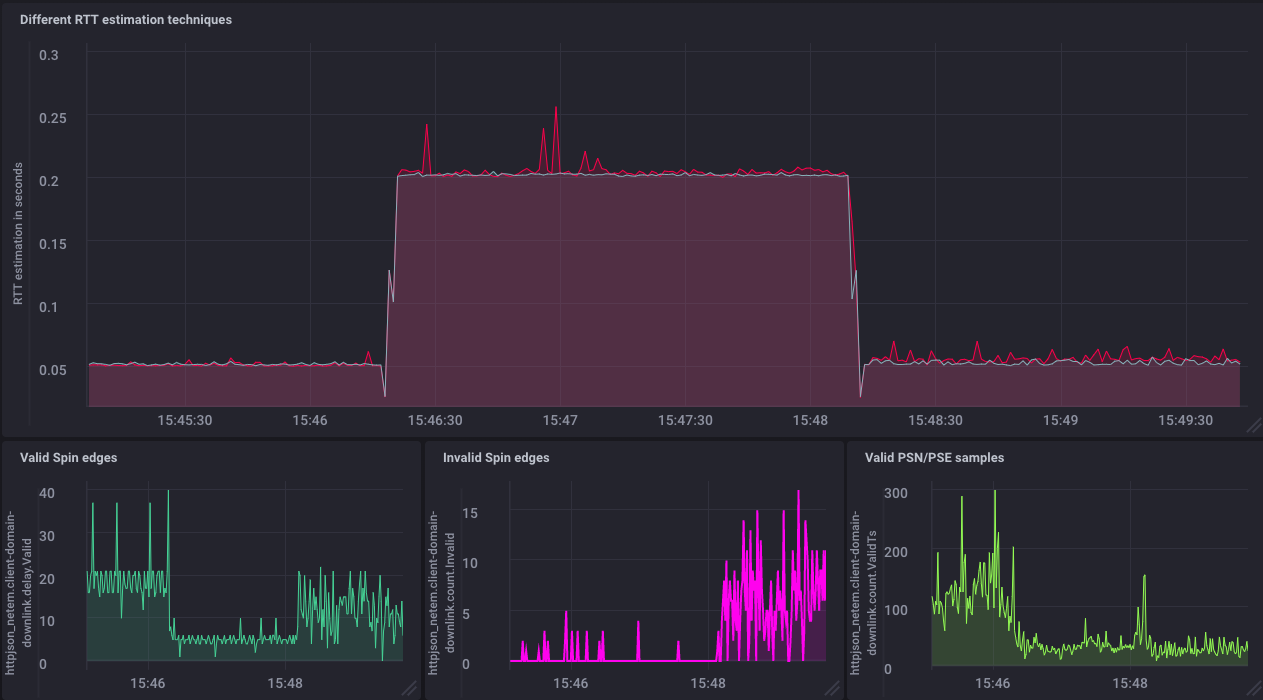 Different RTT estimation techniques
RTT estimation in seconds
0.3
0.25
0.2
0.15
0.1
0.05
15:45:30 15:46 15:46:30 15:47 15:47:30 15:48 15:48:30 15:49 15:49:30
Valid Spin edges
httpjson_netem.client-domain-
downlink.delay.Valid
40
30
20
10
0
15:46 15:48
Invalid Spin edges
httpjson_netem.client-domain-
downlink.count.Invalid
15
10
5
0
15:46 15:48
Valid PSN/PSE samples
httpjson_netem.client-domain-
downlink.count.ValidTs
300
200
100
0
15:46 15:48